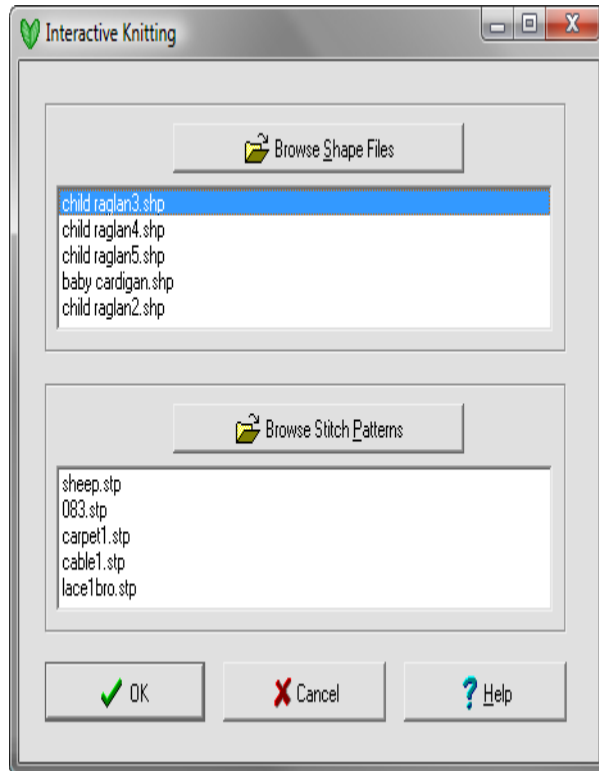 Interactive Knitting
Browse Shape Files
child raglan3.shp
child raglan4.shp
child raglan5.shp
baby cardigan.shp
child raglan2.shp
Browse Stitch Patterns
sheep.stp
083.stp
carpet1.stp
cable1.stp
lace1bro.stp
OK
Cancel
Help